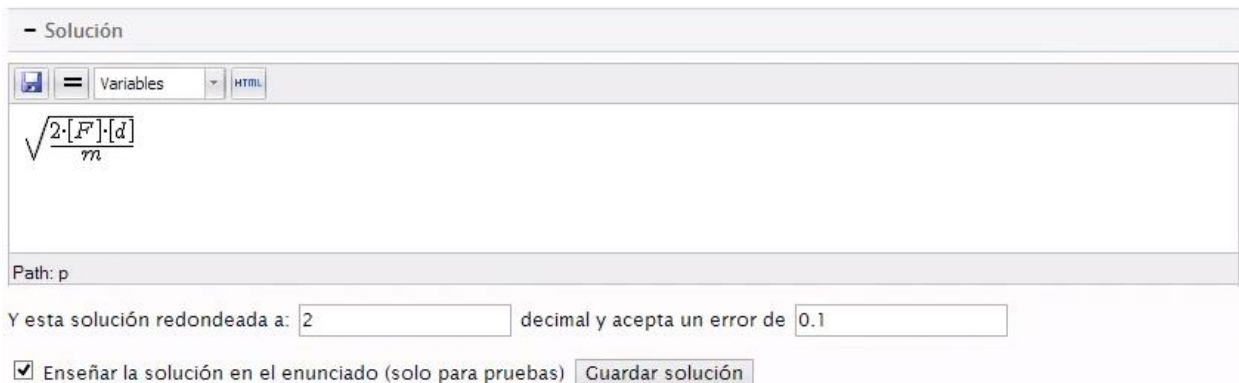 – Solución
Variables HTML
√(2·[F]·[d]/m)
Path: p
Y esta solución redondeada a: 2 decimal y acepta un error de 0.1
Enseñar la solución en el enunciado (solo para pruebas) Guardar solución